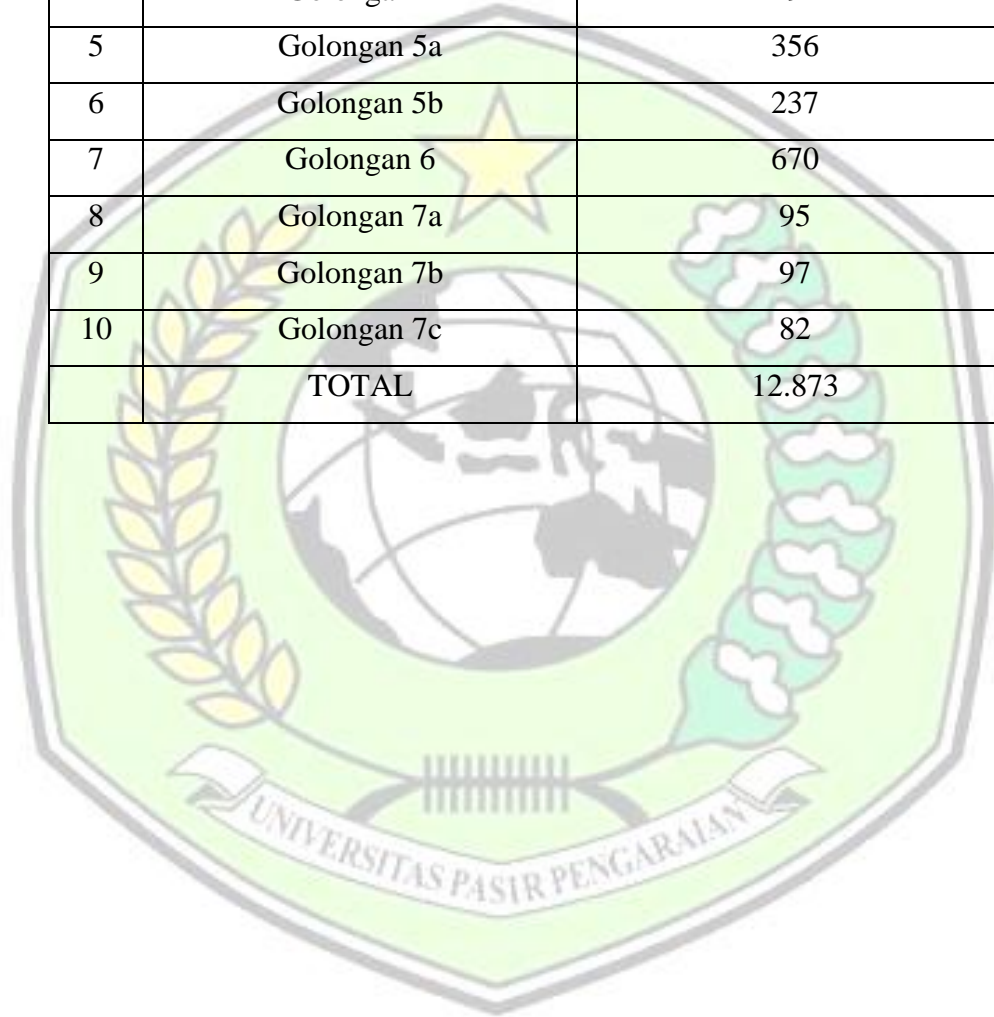 5 Golongan 5a 356
6 Golongan 5b 237
7 Golongan 6 670
8 Golongan 7a 95
9 Golongan 7b 97
10 Golongan 7c 82
TOTAL 12.873
UNIVERSITAS PASIR PENGARAIAN